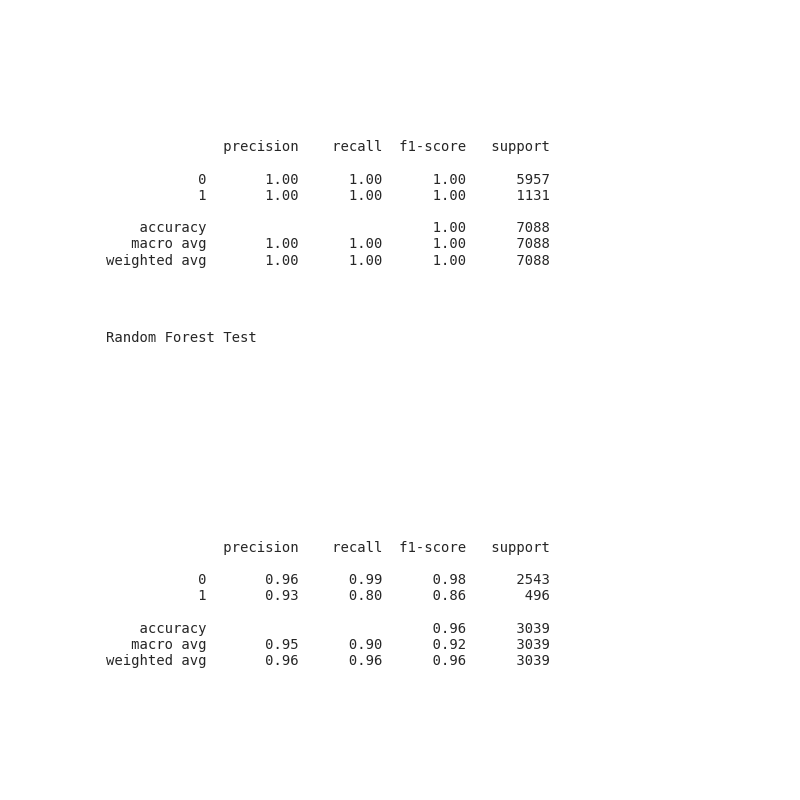 precision recall f1-score support
0 1.00 1.00 1.00 5957
1 1.00 1.00 1.00 1131
accuracy 1.00 7088
macro avg 1.00 1.00 1.00 7088
weighted avg 1.00 1.00 1.00 7088
Random Forest Test
precision recall f1-score support
0 0.96 0.99 0.98 2543
1 0.93 0.80 0.86 496
accuracy 0.96 3039
macro avg 0.95 0.90 0.92 3039
weighted avg 0.96 0.96 0.96 3039